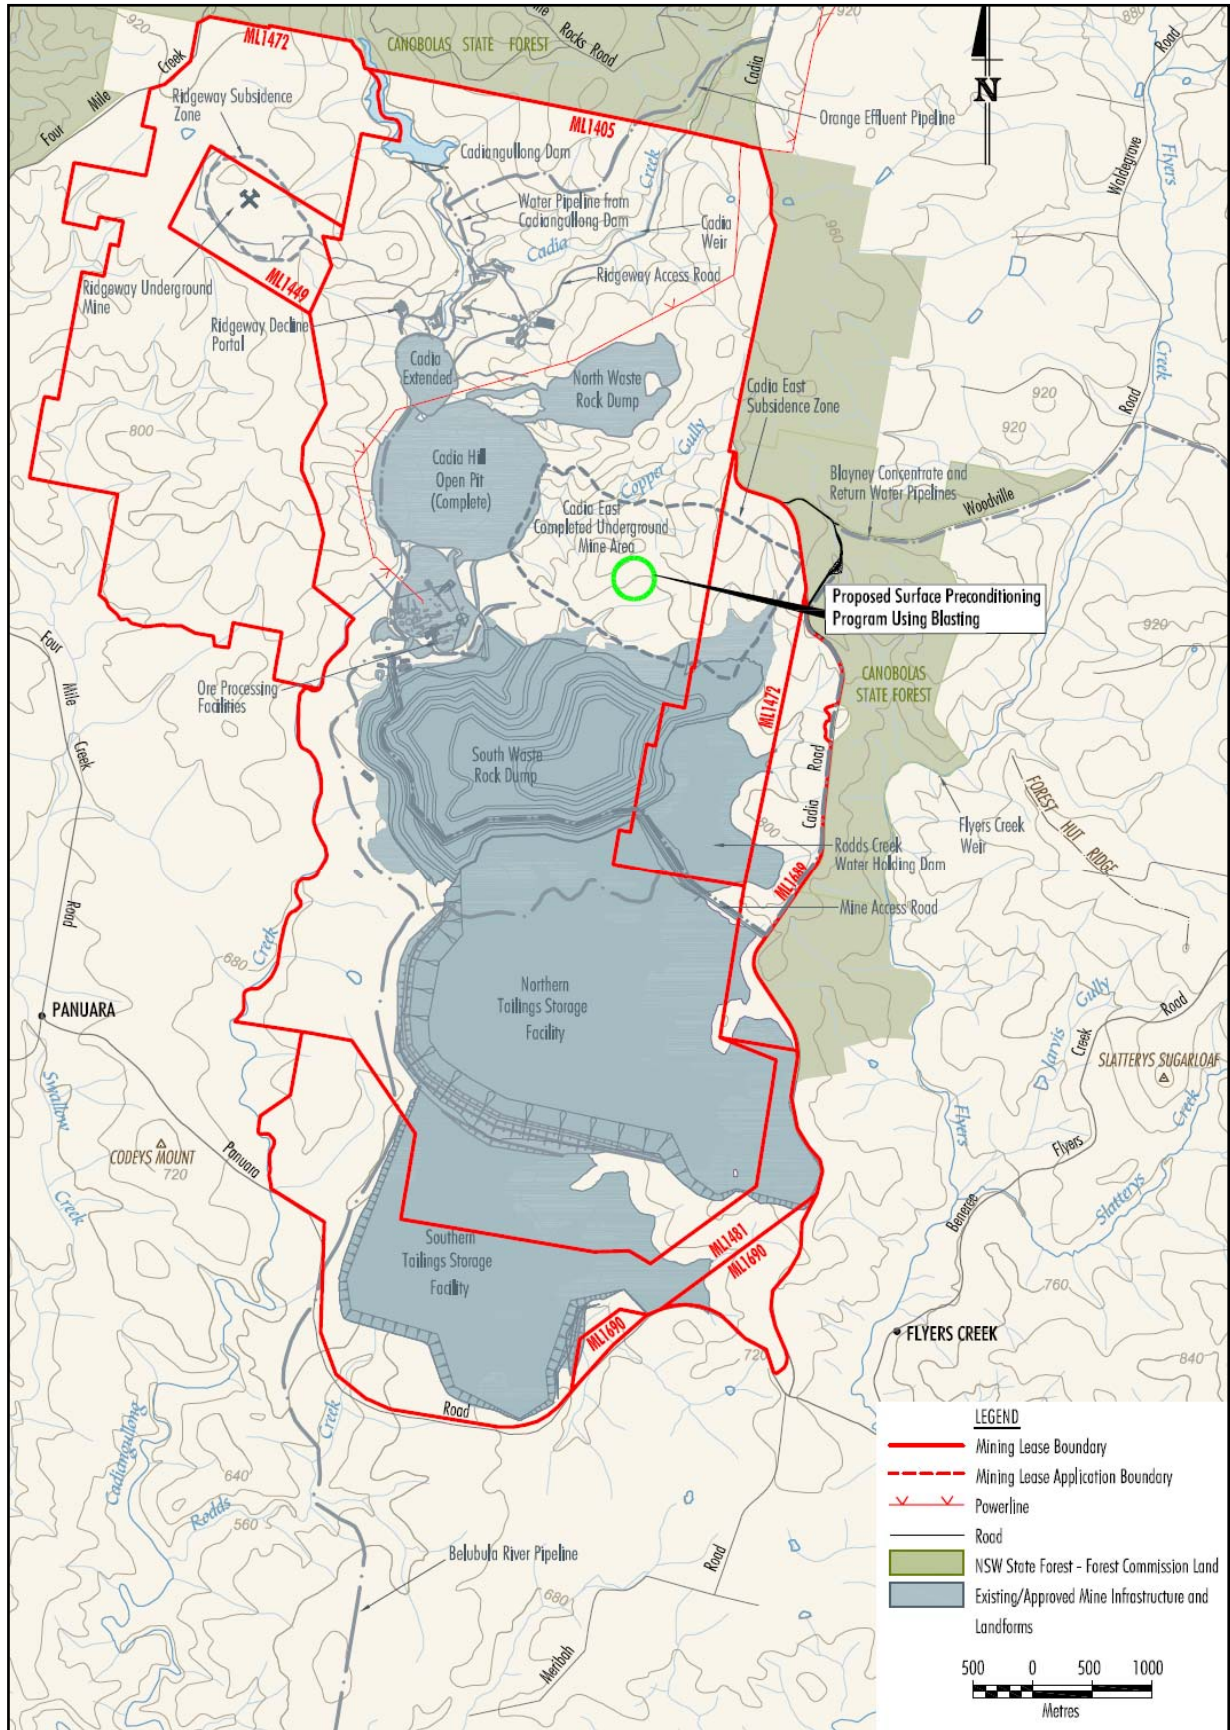 920
920
880
ML1472
CANOBOLAS STATE FOREST
Rocks Road
Cadia
Road
Creek
Four Mile
Ridgeway Subsidence
Zone
N
Orange Effluent Pipeline
ML1405
Cadiangullong Dam
Creek
Waldegrave
Flyers
Water Pipeline from
Cadiangullong Dam
Cadia
Weir
Cadia
960
Ridgeway Access Road
Ridgeway Underground
Mine
ML1449
Ridgeway Decline
Portal
Creek
Cadia
Extended
North Waste
Rock Dump
Cadia East
Subsidence Zone
920
Road
800
920
Copper Gully
Cadia Hill
Open Pit
(Complete)
Blayney Concentrate and
Return Water Pipelines
Woodville
Cadia East
Completed Underground
Mine Area
Proposed Surface Preconditioning
Program Using Blasting
920
Four
Mile
Creek
Road
CANOBOLAS
STATE FOREST
Ore Processing
Facilities
ML1472
South Waste
Rock Dump
Cadia Road
FOREST HUT RIDGE
800
Rodds Creek
Water Holding Dam
Flyers Creek
Weir
ML1689
Mine Access Road
680
Creek
Northern
Tailings Storage
Facility
PANUARA
Jarvis Gully
Creek
Road
SLATTERYS SUGARLOAF
Swallow
Creek
CODEYS MOUNT
720
Panuara
Flyers
Flyers
Creek
Slatterys
Beneree
Southern
Tailings Storage
Facility
ML1481
ML1690
760
ML1690
FLYERS CREEK
720
840
Road
Creek
Cadiangullong
640
Rodds
560
Belubula River Pipeline
Road
680
Meribah
LEGEND
Mining Lease Boundary
Mining Lease Application Boundary
Powerline
Road
NSW State Forest - Forest Commission Land
Existing/Approved Mine Infrastructure and
Landforms
500 0 500 1000
Metres